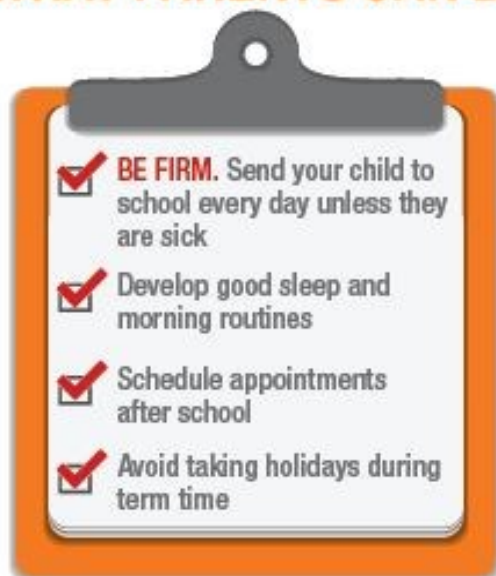 BE FIRM. Send your child to
school every day unless they
are sick
Develop good sleep and
morning routines
Schedule appointments
after school
Avoid taking holidays during
term time